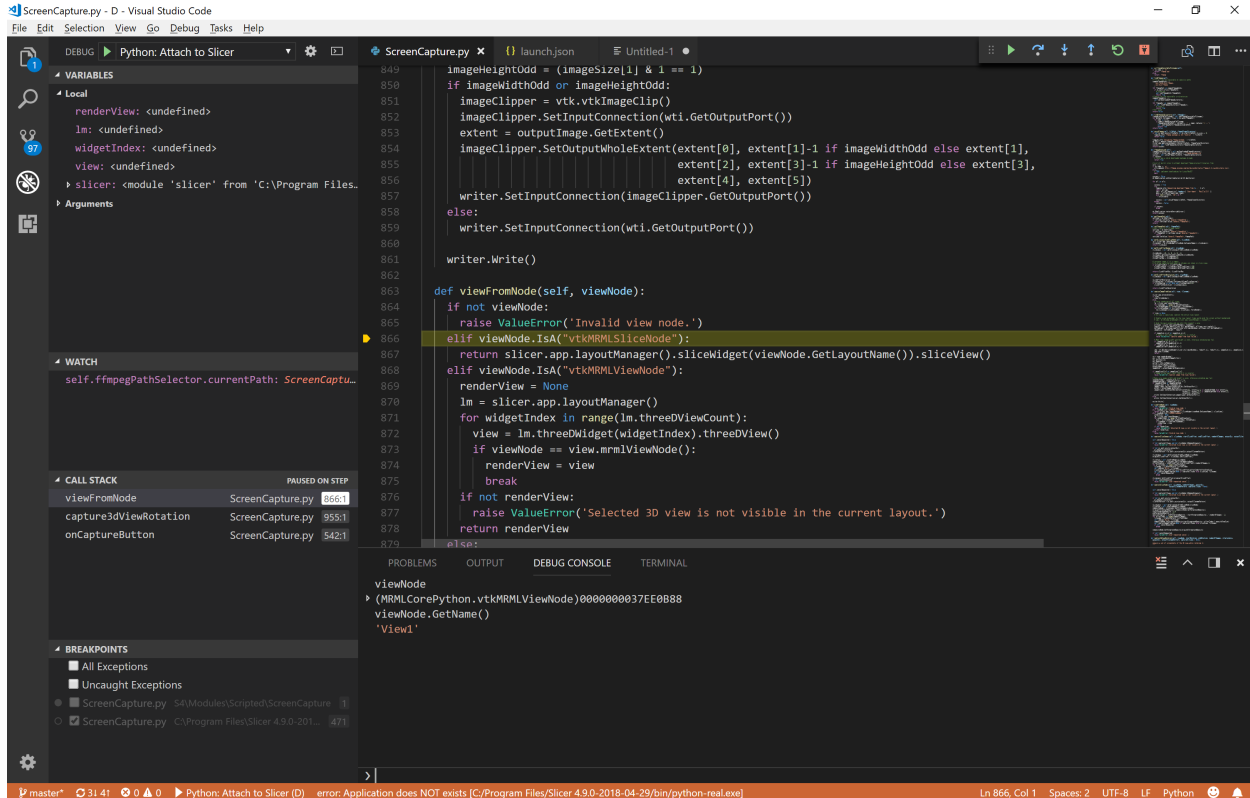 ScreenCapture.py - D - Visual Studio Code
File Edit Selection View Go Debug Tasks Help
1
97
DEBUG Python: Attach to Slicer
VARIABLES
Local
renderView: <undefined>
lm: <undefined>
widgetIndex: <undefined>
view: <undefined>
slicer: <module 'slicer' from 'C:\Program Files..
Arguments
WATCH
self.ffmpegPathSelector.currentPath: ScreenCaptu…
CALL STACK PAUSED ON STEP
viewFromNode ScreenCapture.py 866:1
capture3dViewRotation ScreenCapture.py 955:1
onCaptureButton ScreenCapture.py 542:1
BREAKPOINTS
All Exceptions
Uncaught Exceptions
ScreenCapture.py S4\Modules\Scripted\ScreenCapture 1
ScreenCapture.py C:\Program Files\Slicer 4.9.0-201... 471
ScreenCapture.py launch.json Untitled-1
849 imageHeightOdd = (imageSize[1] & 1 == 1)
850 if imageWidthOdd or imageHeightOdd:
851 imageClipper = vtk.vtkImageClip()
852 imageClipper.SetInputConnection(wti.GetOutputPort())
853 extent = outputImage.GetExtent()
854 imageClipper.SetOutputWholeExtent(extent[0], extent[1]-1 if imageWidthOdd else extent[1],
855 extent[2], extent[3]-1 if imageHeightOdd else extent[3],
856 extent[4], extent[5])
857 writer.SetInputConnection(imageClipper.GetOutputPort())
858 else:
859 writer.SetInputConnection(wti.GetOutputPort())
860
861 writer.Write()
862
863 def viewFromNode(self, viewNode):
864 if not viewNode:
865 raise ValueError('Invalid view node.')
866 elif viewNode.IsA("vtkMRMLSliceNode"):
867 return slicer.app.layoutManager().sliceWidget(viewNode.GetLayoutName()).sliceView()
868 elif viewNode.IsA("vtkMRMLViewNode"):
869 renderView = None
870 lm = slicer.app.layoutManager()
871 for widgetIndex in range(lm.threeDViewCount):
872 view = lm.threeDWidget(widgetIndex).threeDView()
873 if viewNode == view.mrmlViewNode():
874 renderView = view
875 break
876 if not renderView:
877 raise ValueError('Selected 3D view is not visible in the current layout.')
878 return renderView
879 else:
PROBLEMS OUTPUT DEBUG CONSOLE TERMINAL
viewNode
(MRMLCorePython.vtkMRMLViewNode)0000000037EE0B88
viewNode.GetName()
'View1'
master* 3↓ 4↑ 0 0 Python: Attach to Slicer (D) error: Application does NOT exists [C:/Program Files/Slicer 4.9.0-2018-04-29/bin/python-real.exe] Ln 866, Col 1 Spaces: 2 UTF-8 LF Python